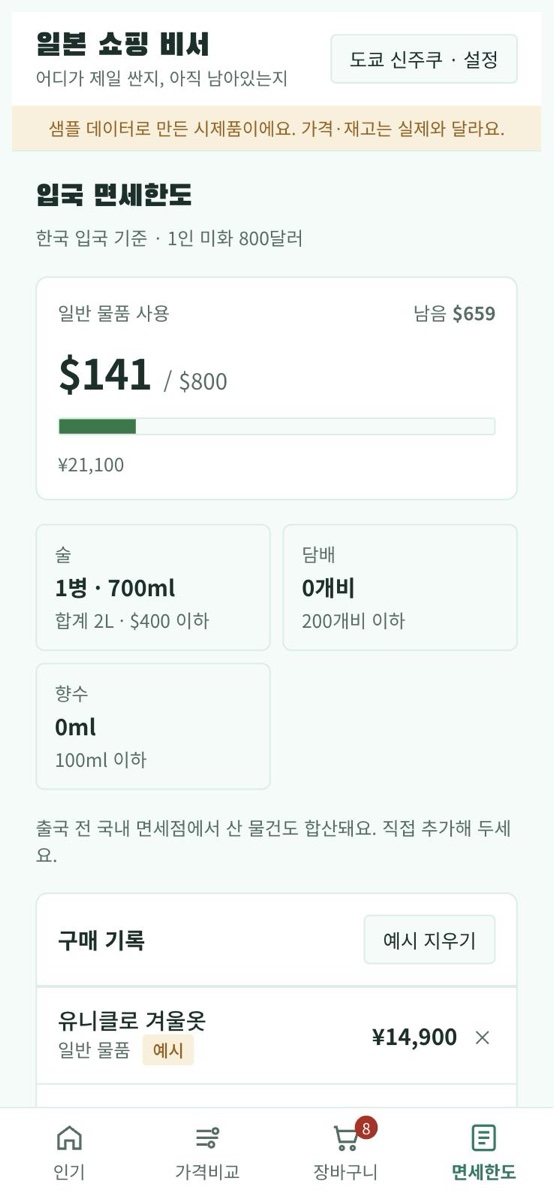 일본 쇼핑 비서
어디가 제일 싼지, 아직 남아있는지
도쿄 신주쿠 · 설정
샘플 데이터로 만든 시제품이에요. 가격·재고는 실제와 달라요.
입국 면세한도
한국 입국 기준 · 1인 미화 800달러
일반 물품 사용
남음 $659
$141 / $800
¥21,100
술
1병 · 700ml
합계 2L · $400 이하
담배
0개비
200개비 이하
향수
0ml
100ml 이하
출국 전 국내 면세점에서 산 물건도 합산돼요. 직접 추가해 두세
요.
구매 기록
예시 지우기
유니클로 겨울옷
일반 물품 예시
¥14,900 ×
8
인기
가격비교
장바구니
면세한도